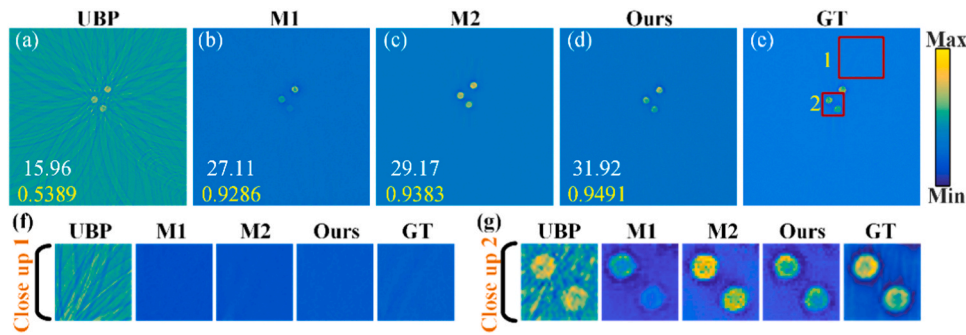 UBP M1 M2 Ours GT
(a) (b) (c) (d) (e)
Max
1
2
15.96 27.11 29.17 31.92
0.5389 0.9286 0.9383 0.9491
Min
(f) UBP M1 M2 Ours GT
Close up 1
(g) UBP M1 M2 Ours GT
Close up 2